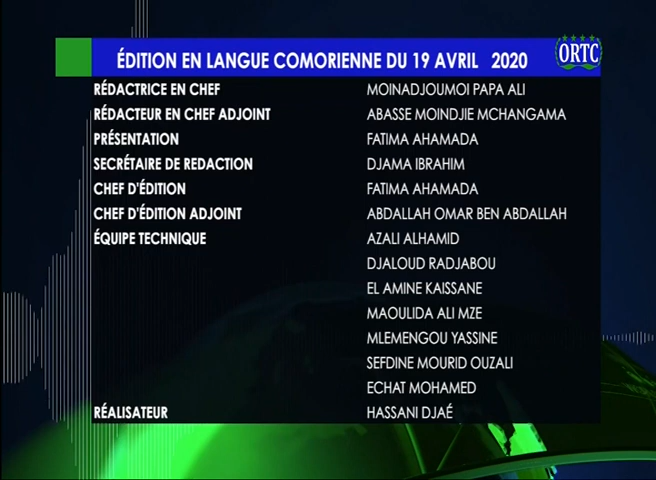 ÉDITION EN LANGUE COMORIENNE DU 19 AVRIL 2020
ORTC
RÉDACTRICE EN CHEF MOINADJOUMOI PAPA ALI
RÉDACTEUR EN CHEF ADJOINT ABASSE MOINDJIE MCHANGAMA
PRÉSENTATION FATIMA AHAMADA
SECRÉTAIRE DE REDACTION DJAMA IBRAHIM
CHEF D'ÉDITION FATIMA AHAMADA
CHEF D'ÉDITION ADJOINT ABDALLAH OMAR BEN ABDALLAH
ÉQUIPE TECHNIQUE AZALI ALHAMID
DJALOUD RADJABOU
EL AMINE KAISSANE
MAOULIDA ALI MZE
MLEMENGOU YASSINE
SEFDINE MOURID OUZALI
ECHAT MOHAMED
RÉALISATEUR HASSANI DJAÉ